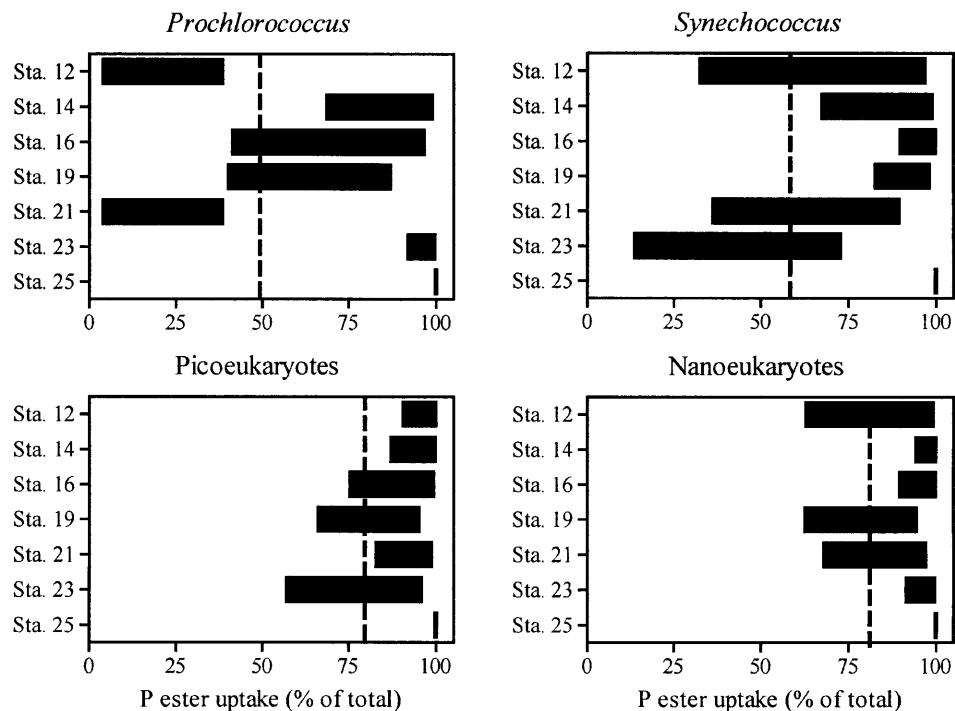 Prochlorococcus
Sta. 12
Sta. 14
Sta. 16
Sta. 19
Sta. 21
Sta. 23
Sta. 25
0 25 50 75 100
Synechococcus
Sta. 12
Sta. 14
Sta. 16
Sta. 19
Sta. 21
Sta. 23
Sta. 25
0 25 50 75 100
Picoeukaryotes
Sta. 12
Sta. 14
Sta. 16
Sta. 19
Sta. 21
Sta. 23
Sta. 25
0 25 50 75 100
P ester uptake (% of total)
Nanoeukaryotes
Sta. 12
Sta. 14
Sta. 16
Sta. 19
Sta. 21
Sta. 23
Sta. 25
0 25 50 75 100
P ester uptake (% of total)